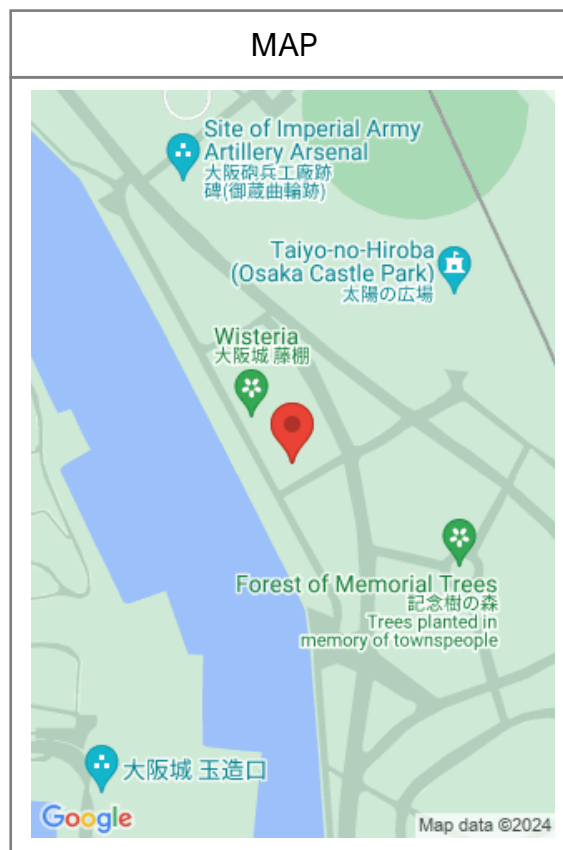 MAP
Site of Imperial Army
Artillery Arsenal
大阪砲兵工廠跡
碑(御蔵曲輪跡)
Taiyo-no-Hiroba
(Osaka Castle Park)
太陽の広場
Wisteria
大阪城 藤棚
Forest of Memorial Trees
記念樹の森
Trees planted in
memory of townspeople
大阪城 玉造口
Google
Map data ©2024